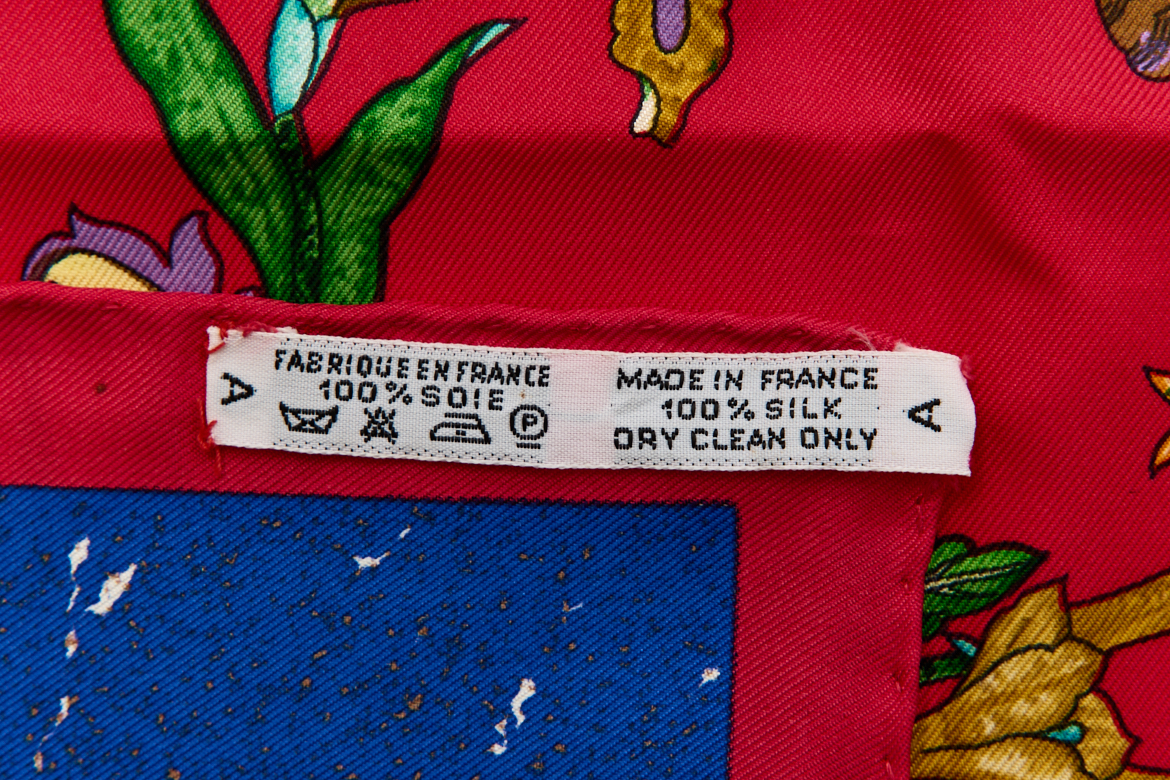 A
FABRIQUE EN FRANCE
100% SOIE
P
MADE IN FRANCE
100% SILK
DRY CLEAN ONLY
A